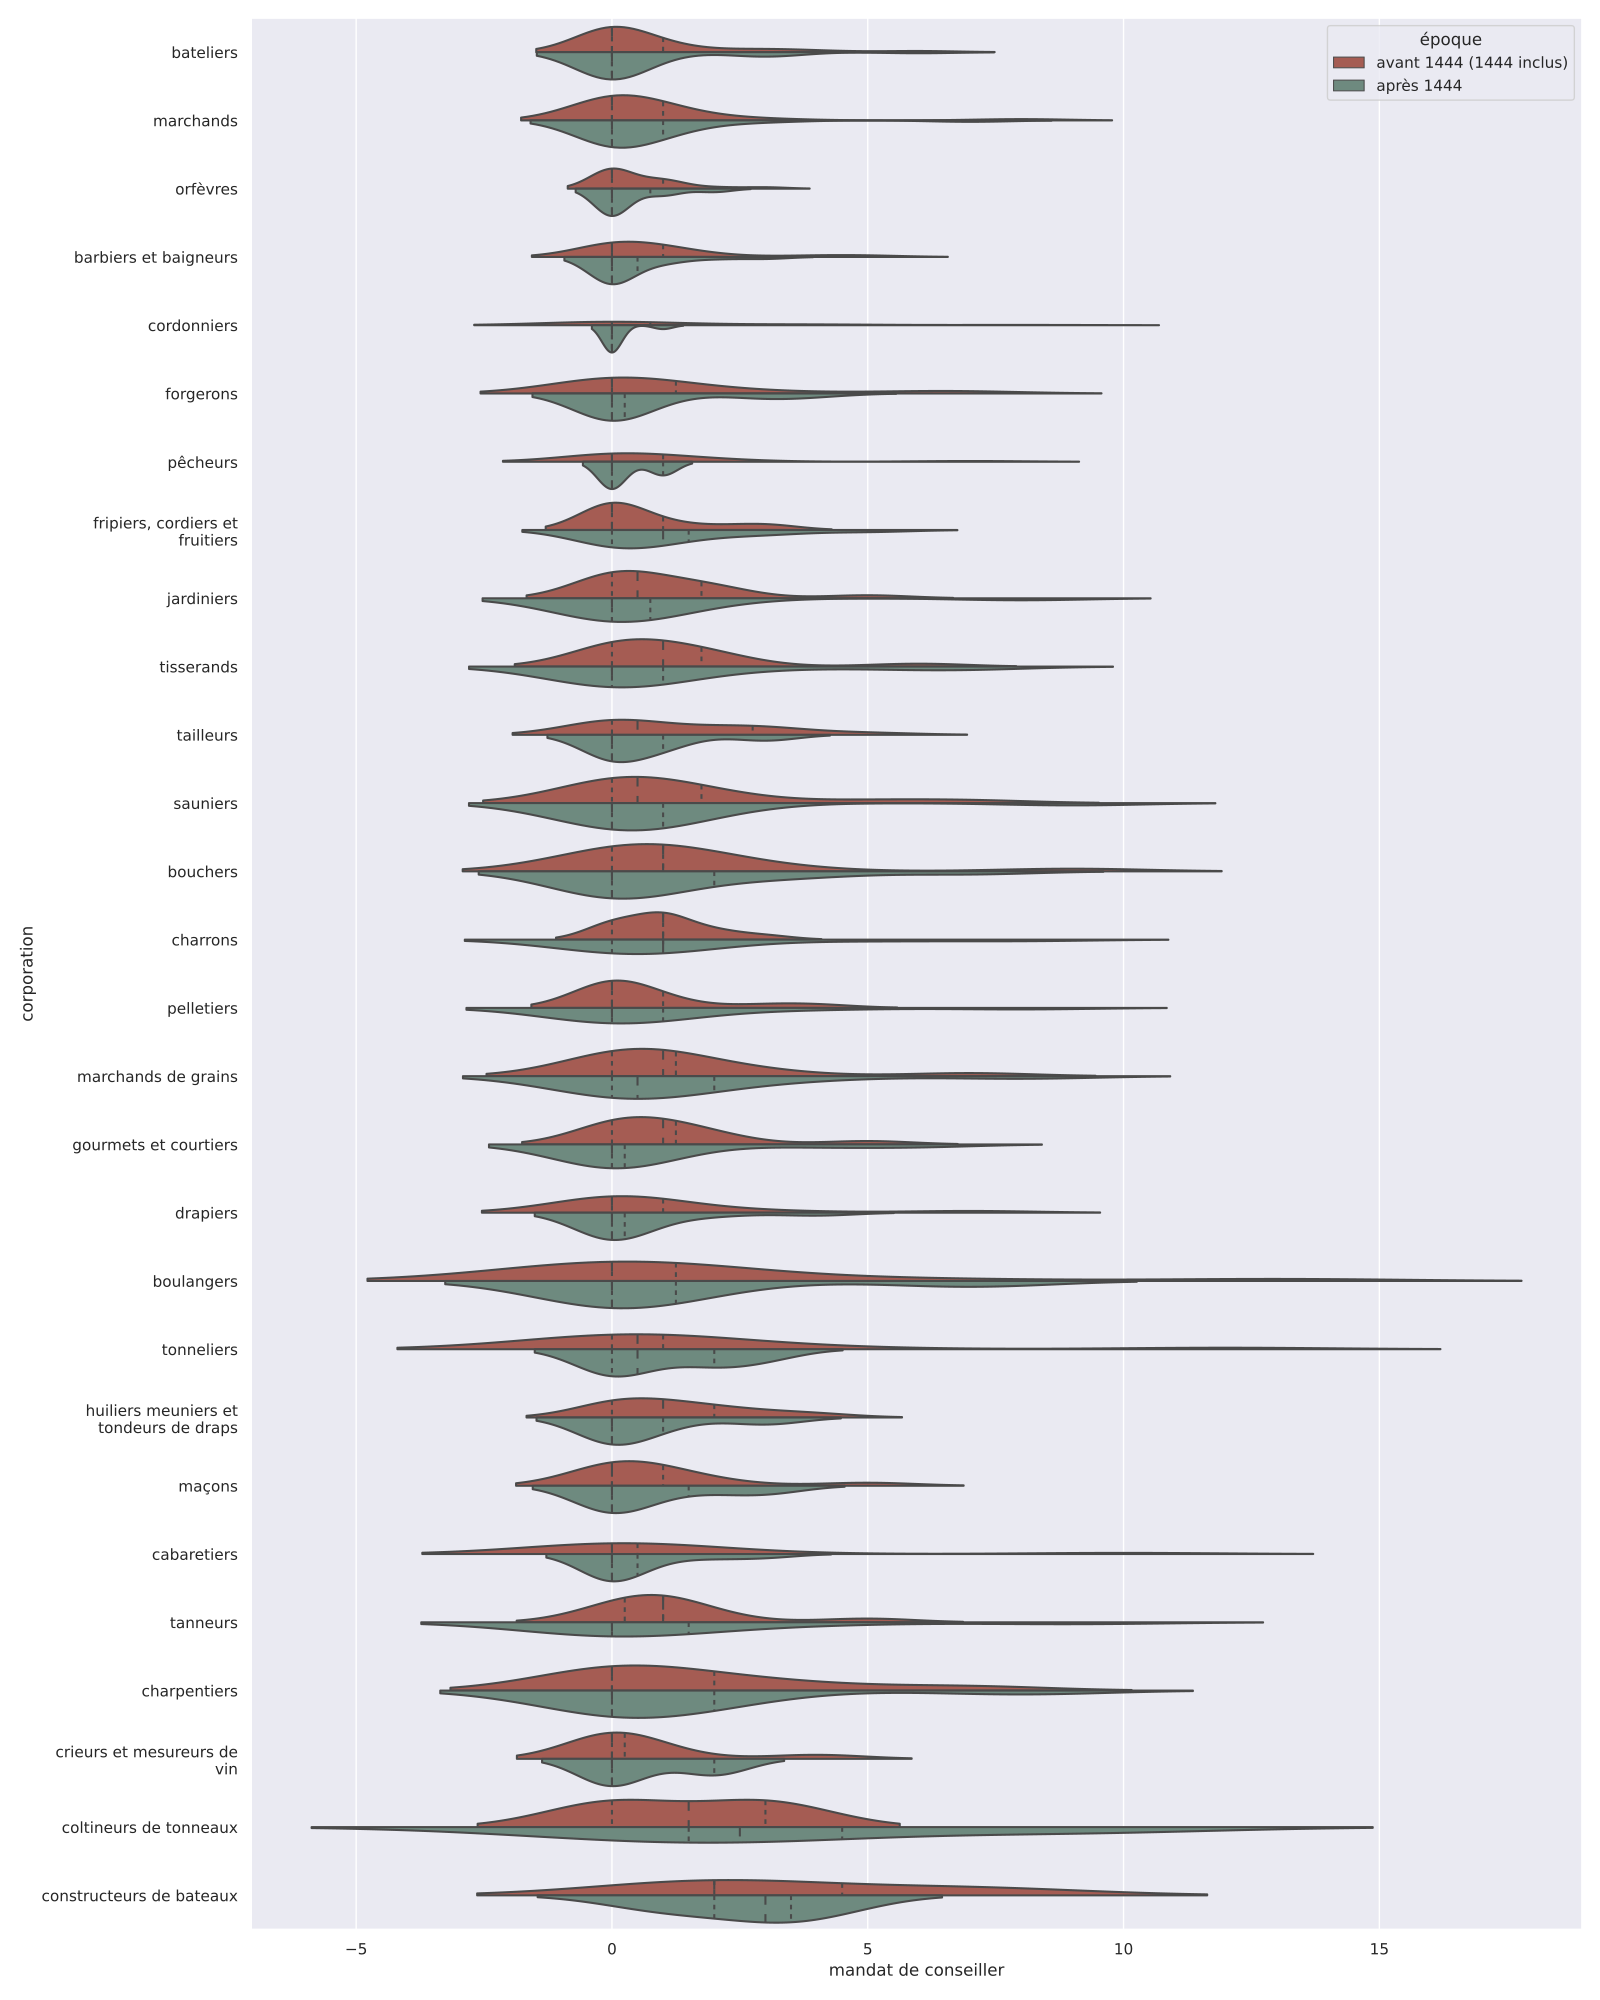 époque
avant 1444 (1444 inclus)
après 1444
corporation
bateliers
marchands
orfèvres
barbiers et baigneurs
cordonniers
forgerons
pêcheurs
fripiers, cordiers et
fruitiers
jardiniers
tisserands
tailleurs
sauniers
bouchers
charrons
pelletiers
marchands de grains
gourmets et courtiers
drapiers
boulangers
tonneliers
huiliers meuniers et
tondeurs de draps
maçons
cabaretiers
tanneurs
charpentiers
crieurs et mesureurs de
vin
coltineurs de tonneaux
constructeurs de bateaux
−5 0 5 10 15
mandat de conseiller